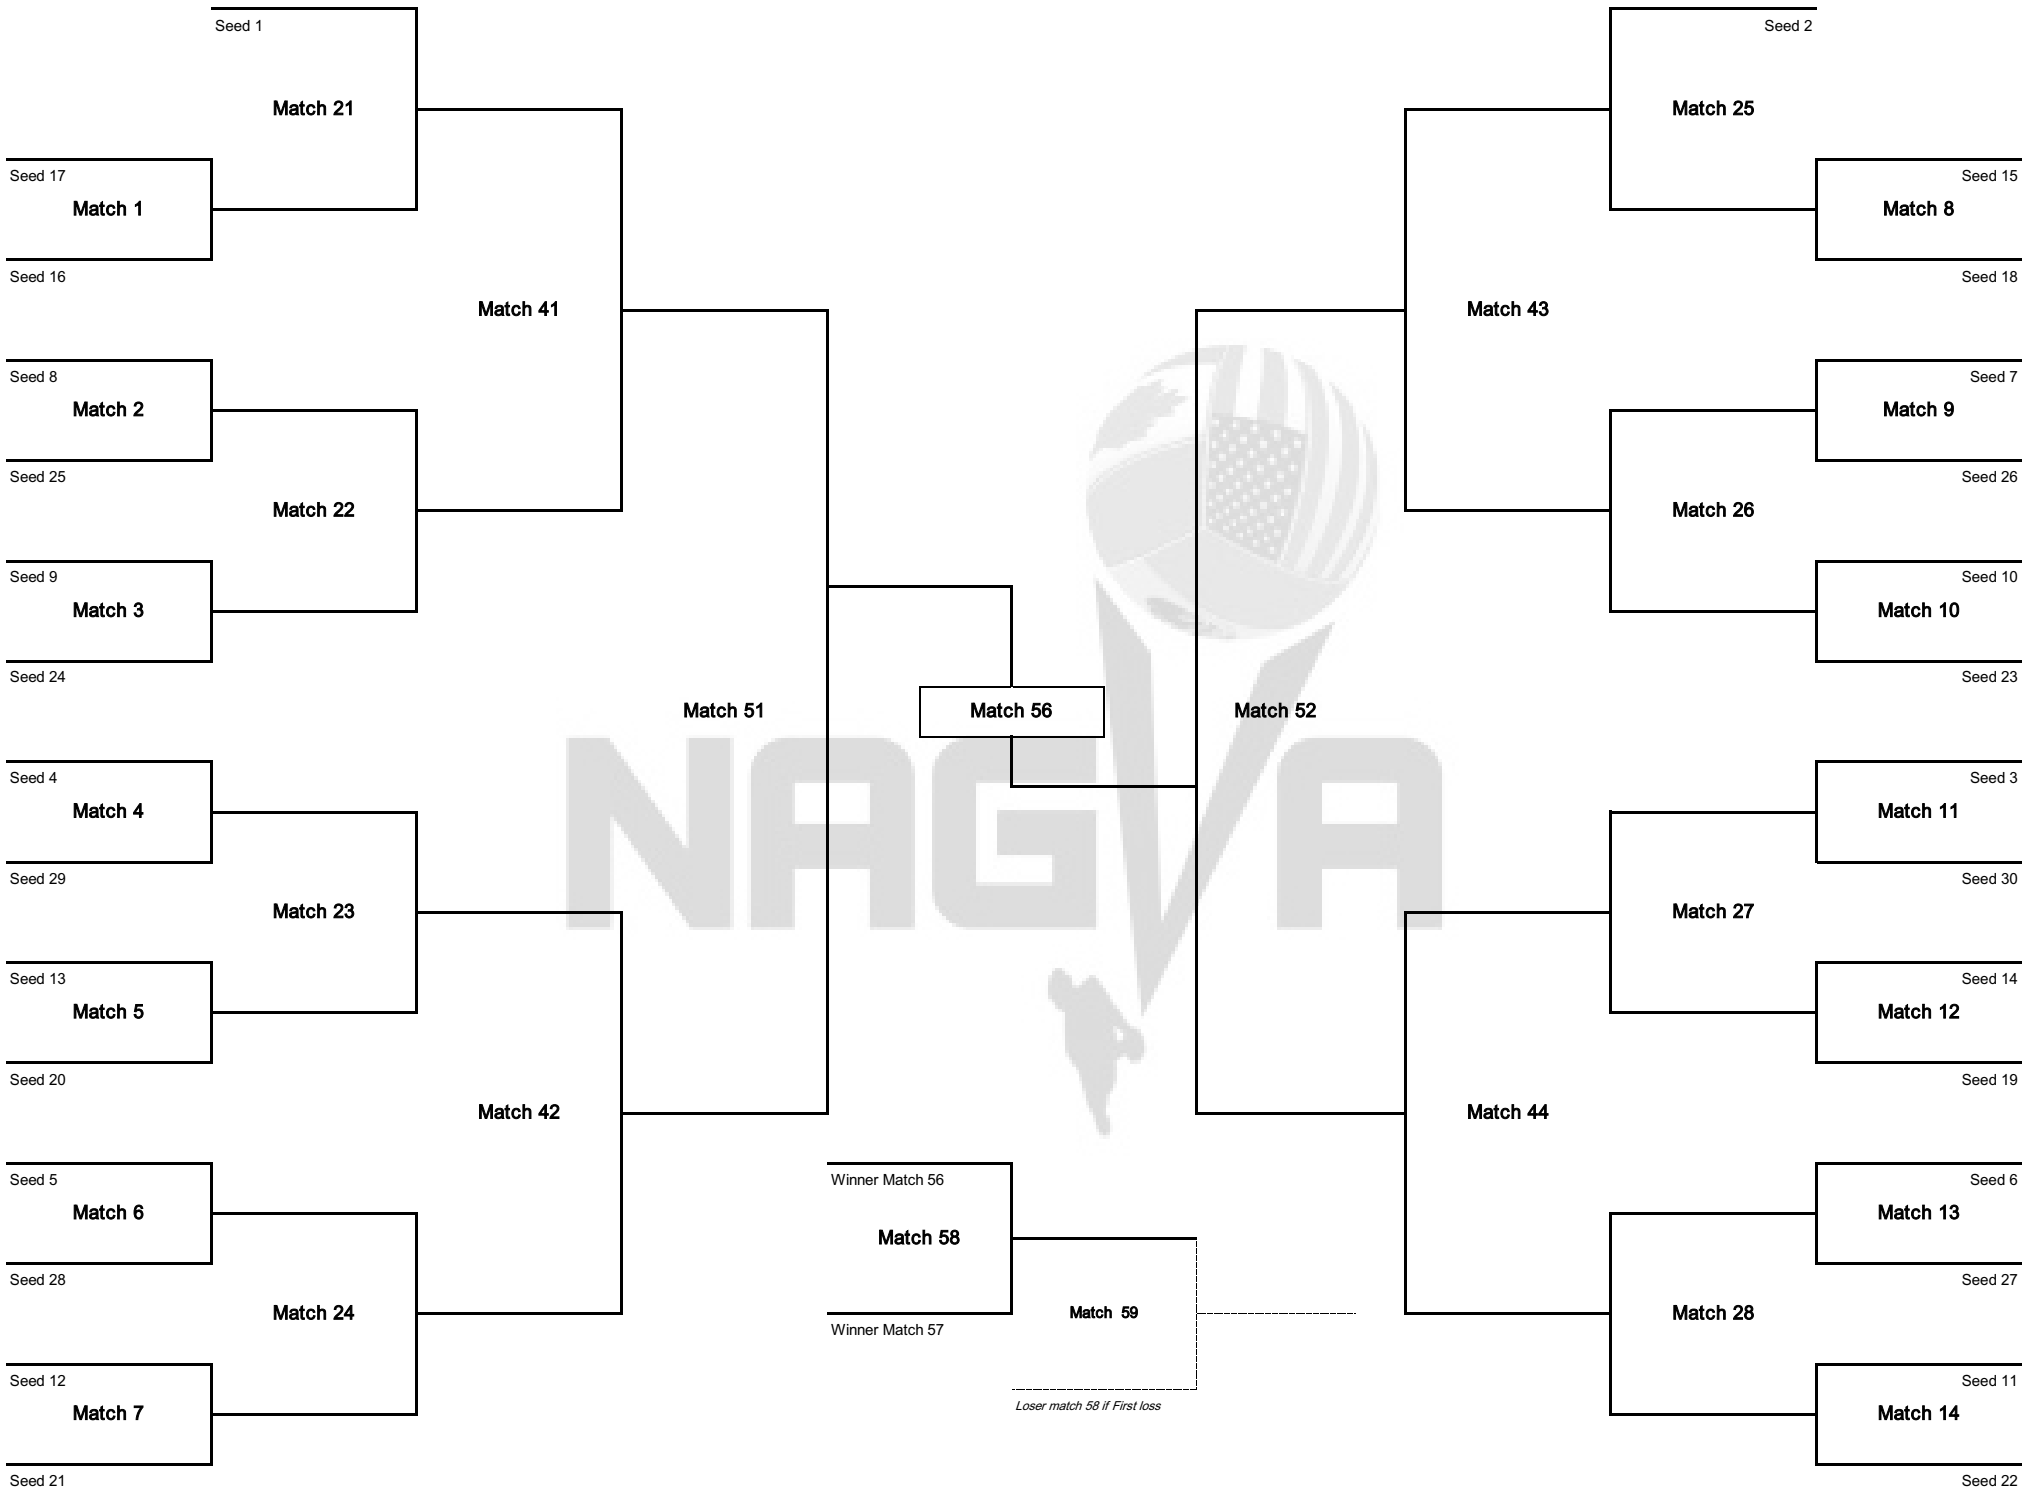 Seed 1
Seed 2
Match 21
Match 25
Seed 17
Seed 15
Match 1
Match 8
Seed 16
Seed 18
Match 41
Match 43
Seed 8
Seed 7
Match 2
Match 9
Seed 25
Seed 26
Match 22
Match 26
Seed 9
Seed 10
Match 3
Match 10
Seed 24
Seed 23
Match 51
Match 56
Match 52
NAGVA
Seed 4
Seed 3
Match 4
Match 11
Seed 29
Seed 30
Match 23
Match 27
Seed 13
Seed 14
Match 5
Match 12
Seed 20
Seed 19
Match 42
Match 44
Seed 5
Winner Match 56
Seed 6
Match 6
Match 58
Match 13
Seed 28
Seed 27
Match 24
Match 59
Match 28
Winner Match 57
Seed 12
Seed 11
Loser match 58 if First loss
Match 7
Match 14
Seed 21
Seed 22